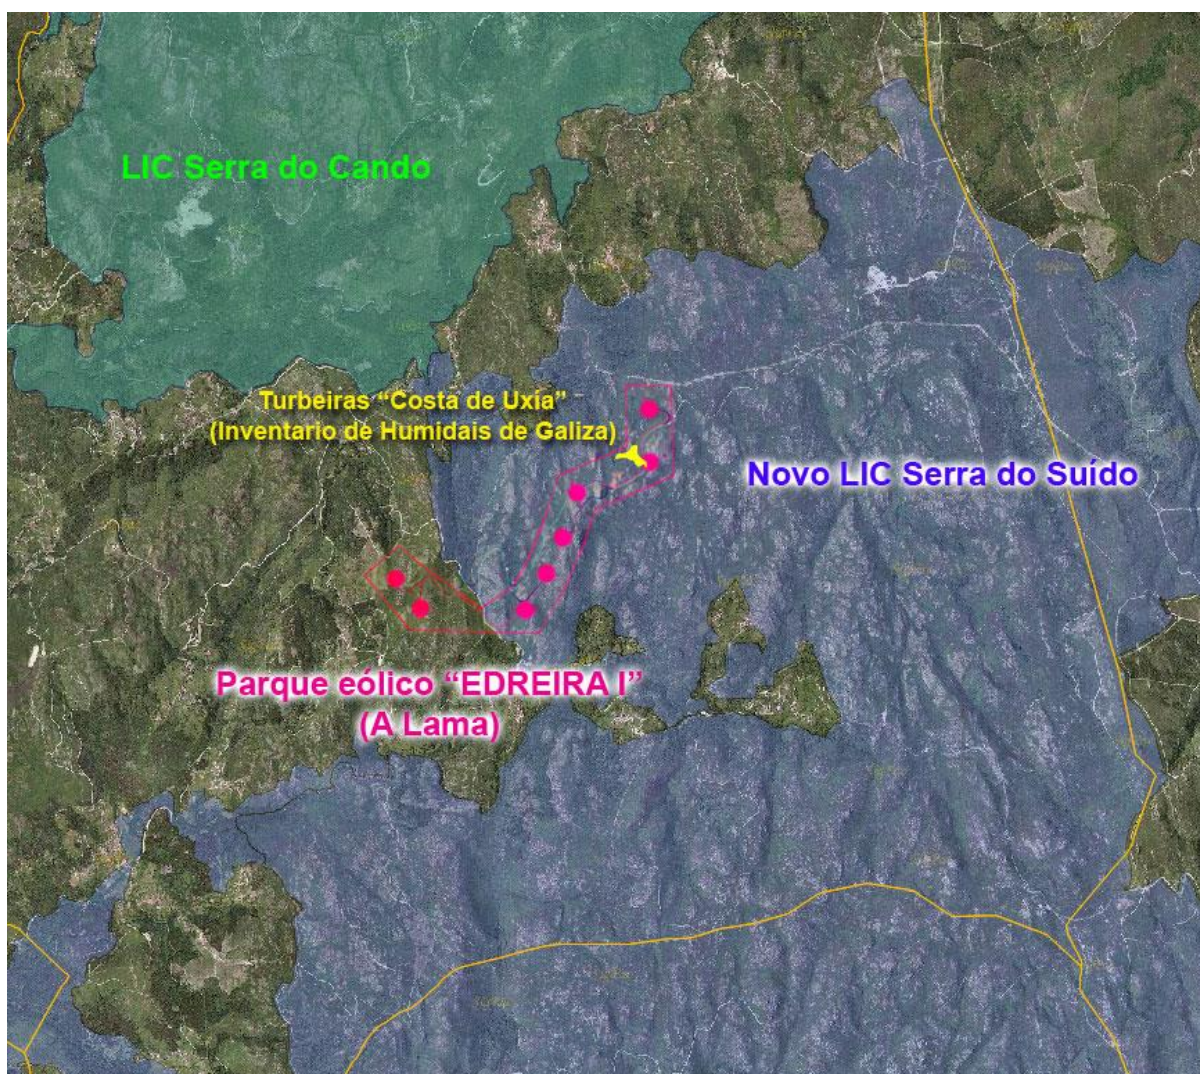 LIC Serra do Cando
Turbeiras “Costa de Uxía”
(Inventario de Humidais de Galiza)
Novo LIC Serra do Suído
Parque eólico “EDREIRA I”
(A Lama)